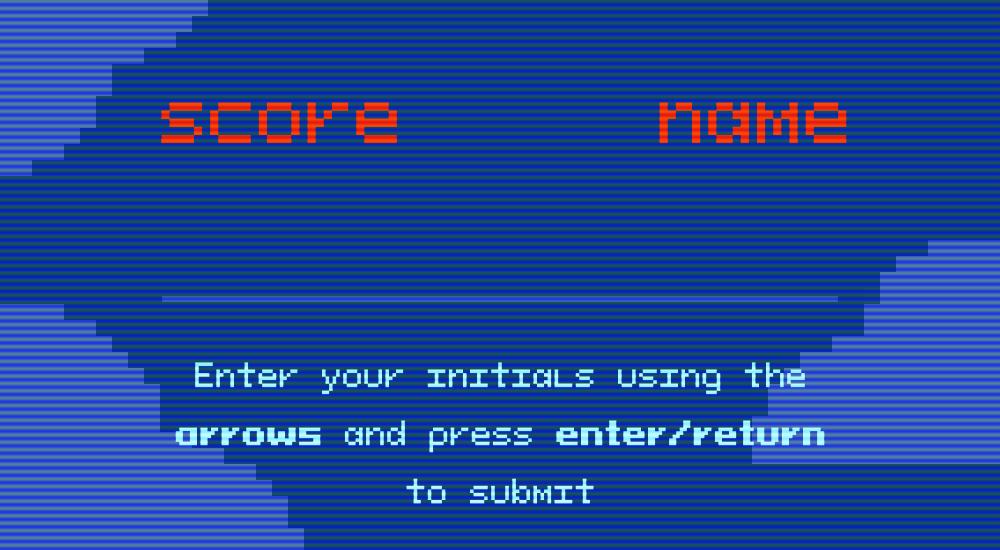 score name
Enter your initials using the
arrows and press enter/return
to submit